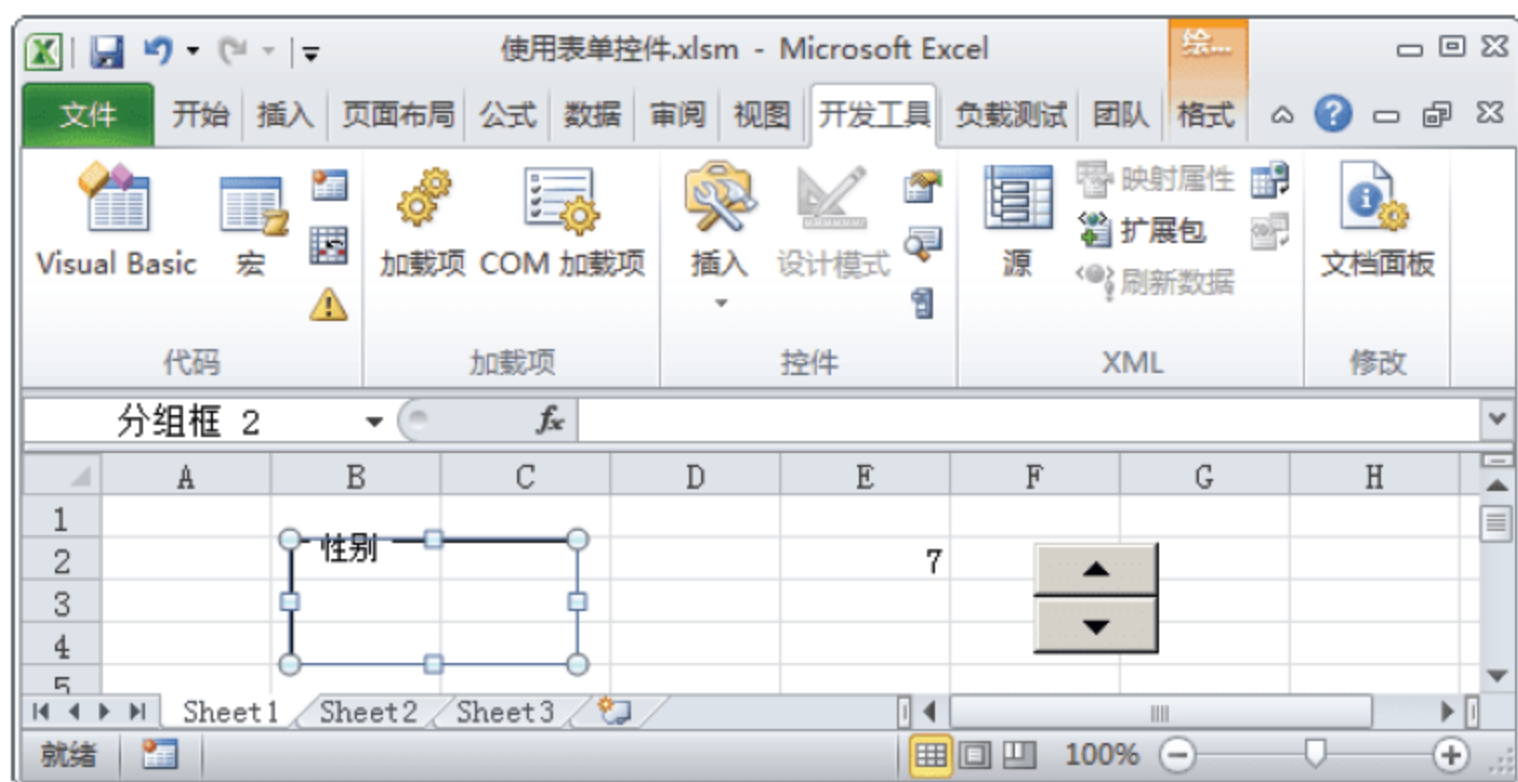 使用表单控件.xlsm - Microsoft Excel 绘...
文件 开始 插入 页面布局 公式 数据 审阅 视图 开发工具 负载测试 团队 格式
Visual Basic 宏 加载项 COM 加载项 插入 设计模式 源 映射属性 扩展包 刷新数据 文档面板
代码 加载项 控件 XML 修改
分组框 2 fx
A B C D E F G H
1
性别
2 7
3
4
5
Sheet1 Sheet2 Sheet3
就绪 100%